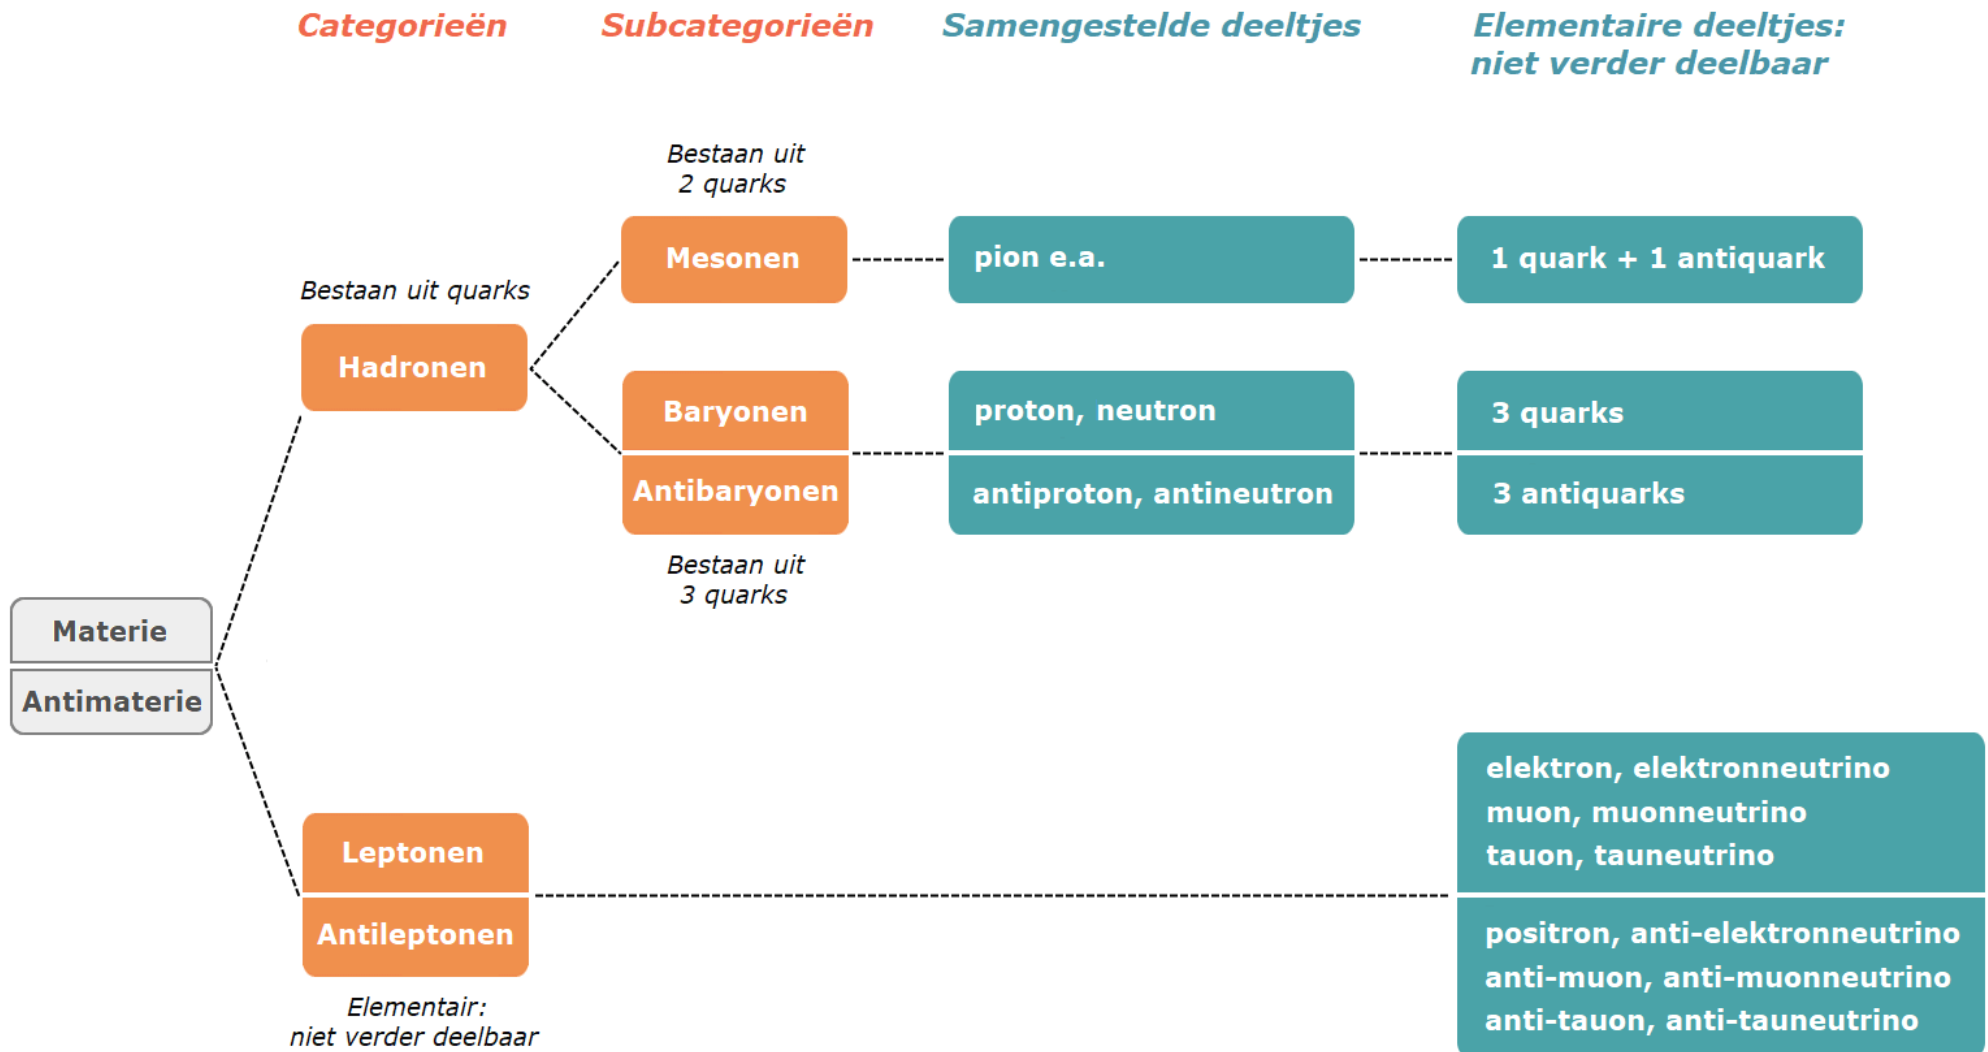 Categorieën
Subcategorieën
Samengestelde deeltjes
Elementaire deeltjes:
niet verder deelbaar
Bestaan uit
2 quarks
Mesonen
pion e.a.
1 quark + 1 antiquark
Bestaan uit quarks
Hadronen
Baryonen
proton, neutron
3 quarks
Antibaryonen
antiproton, antineutron
3 antiquarks
Bestaan uit
3 quarks
Materie
Antimaterie
Leptonen
elektron, elektronneutrino
muon, muonneutrino
tauon, tauneutrino
Antileptonen
positron, anti-elektronneutrino
anti-muon, anti-muonneutrino
anti-tauon, anti-tauneutrino
Elementair:
niet verder deelbaar